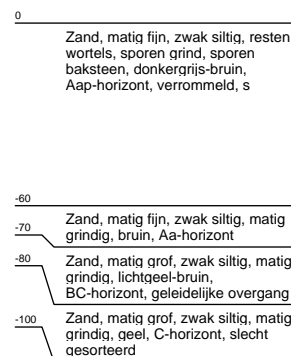 0
Zand, matig fijn, zwak siltig, resten
wortels, sporen grind, sporen
baksteen, donkergrijs-bruin,
Aap-horizont, verrommeld, s
-60
Zand, matig fijn, zwak siltig, matig
-70
grindig, bruin, Aa-horizont
-80
Zand, matig grof, zwak siltig, matig
grindig, lichtgeel-bruin,
BC-horizont, geleidelijke overgang
-100
Zand, matig grof, zwak siltig, matig
grindig, geel, C-horizont, slecht
gesorteerd